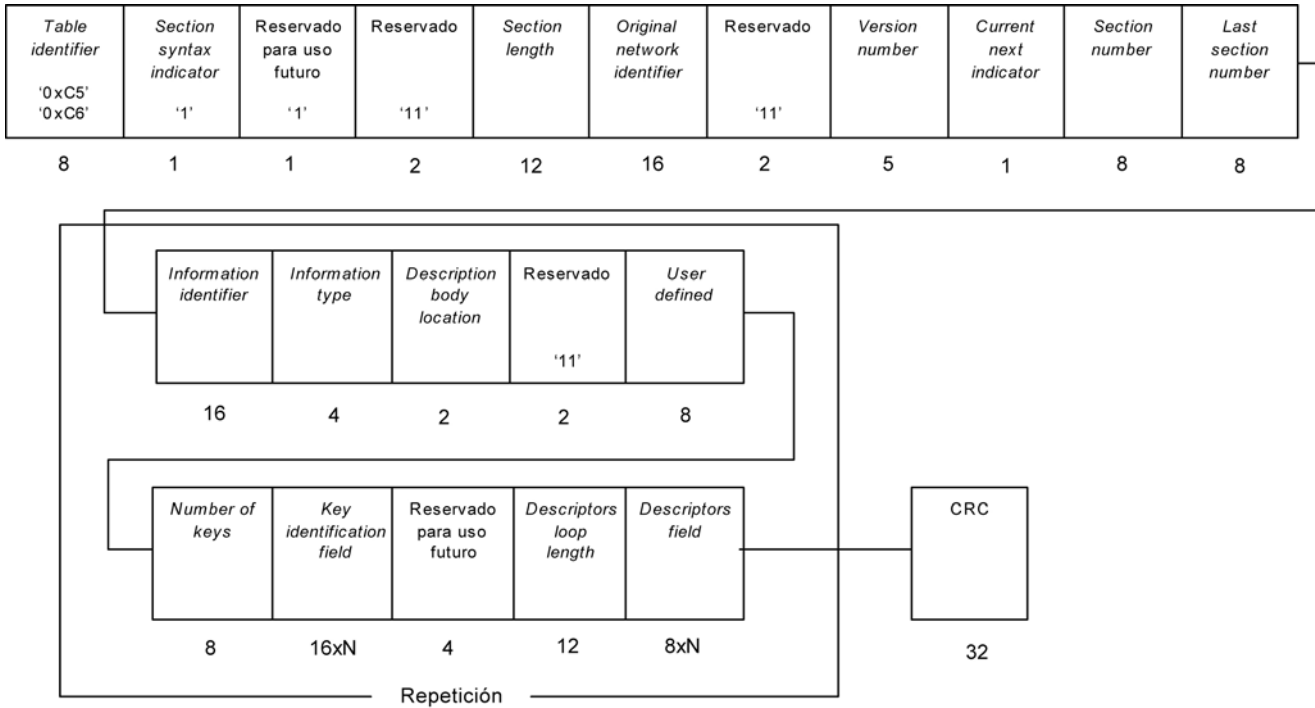 Table
identifier
'0xC5'
'0xC6'
Section
syntax
indicator
'1'
Reservado
para uso
futuro
'1'
Reservado
'11'
Section
length
Original
network
identifier
Reservado
'11'
Version
number
Current
next
indicator
Section
number
Last
section
number
8 1 1 2 12 16 2 5 1 8 8
Information
identifier
Information
type
Description
body
location
Reservado
'11'
User
defined
16 4 2 2 8
Number of
keys
Key
identification
field
Reservado
para uso
futuro
Descriptors
loop
length
Descriptors
field
CRC
8 16xN 4 12 8xN 32
Repetición